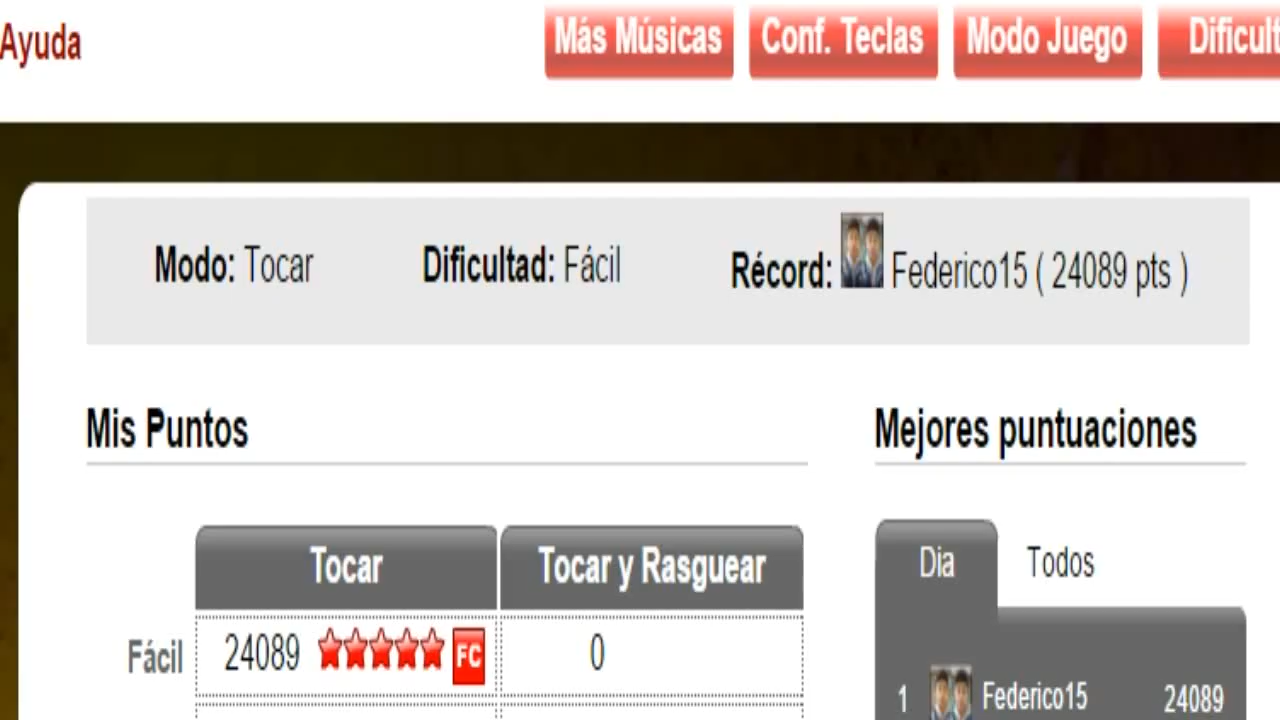 Ayuda
Más Músicas Conf. Teclas Modo Juego Dificult
Modo: Tocar Dificultad: Fácil Récord: Federico15 ( 24089 pts )
Mis Puntos
Tocar Tocar y Rasguear
Fácil 24089 FC 0
Mejores puntuaciones
Dia Todos
1 Federico15 24089